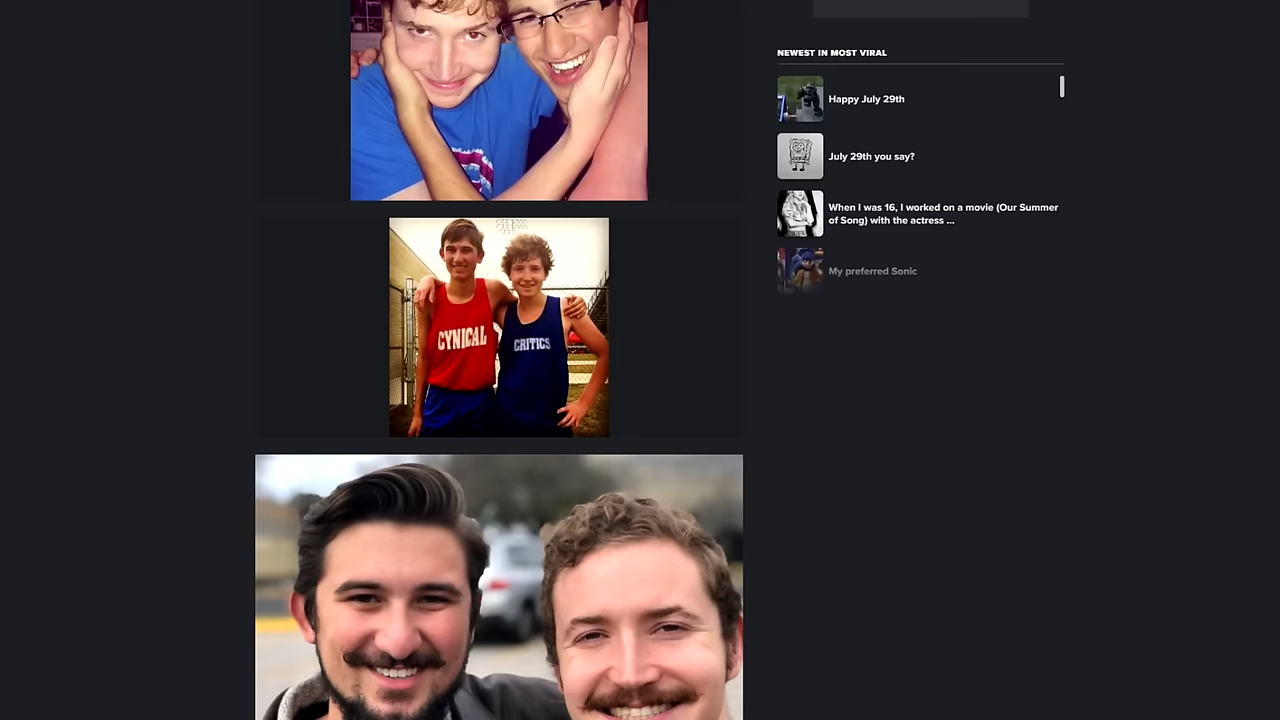 CYNICAL
CRITICS
NEWEST IN MOST VIRAL
Happy July 29th
July 29th you say?
When I was 16, I worked on a movie (Our Summer
of Song) with the actress ...
My preferred Sonic